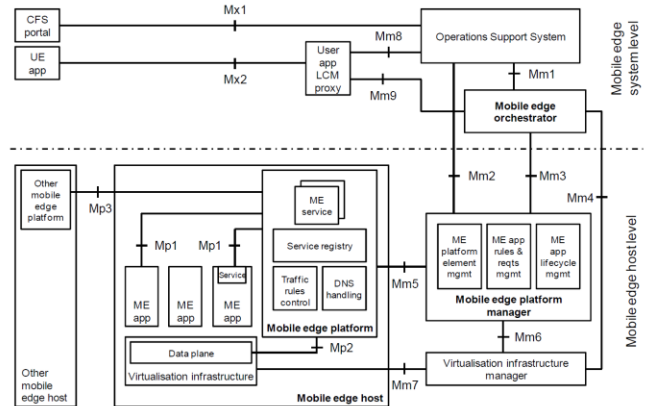 CFS
portal
Mx1
UE
app
Mx2
User
app
LCM
proxy
Mm8
Mm9
Operations Support System
Mm1
Mobile edge
orchestrator
Mobile edge
system level
Other
mobile
edge
platform
Mp3
ME
service
Mp1
Mp1
Service registry
Traffic
rules
control
DNS
handling
Mobile edge platform
ME
app
ME
app
Service
ME
app
Mp2
Data plane
Virtualisation infrastructure
Mobile edge host
Other
mobile
edge host
Mm2
Mm3
Mm4
Mm5
ME
platform
element
mgmt
ME app
rules &
reqts
mgmt
ME
app
lifecycle
mgmt
Mobile edge platform
manager
Mm6
Mm7
Virtualisation infrastructure
manager
Mobile edge host level